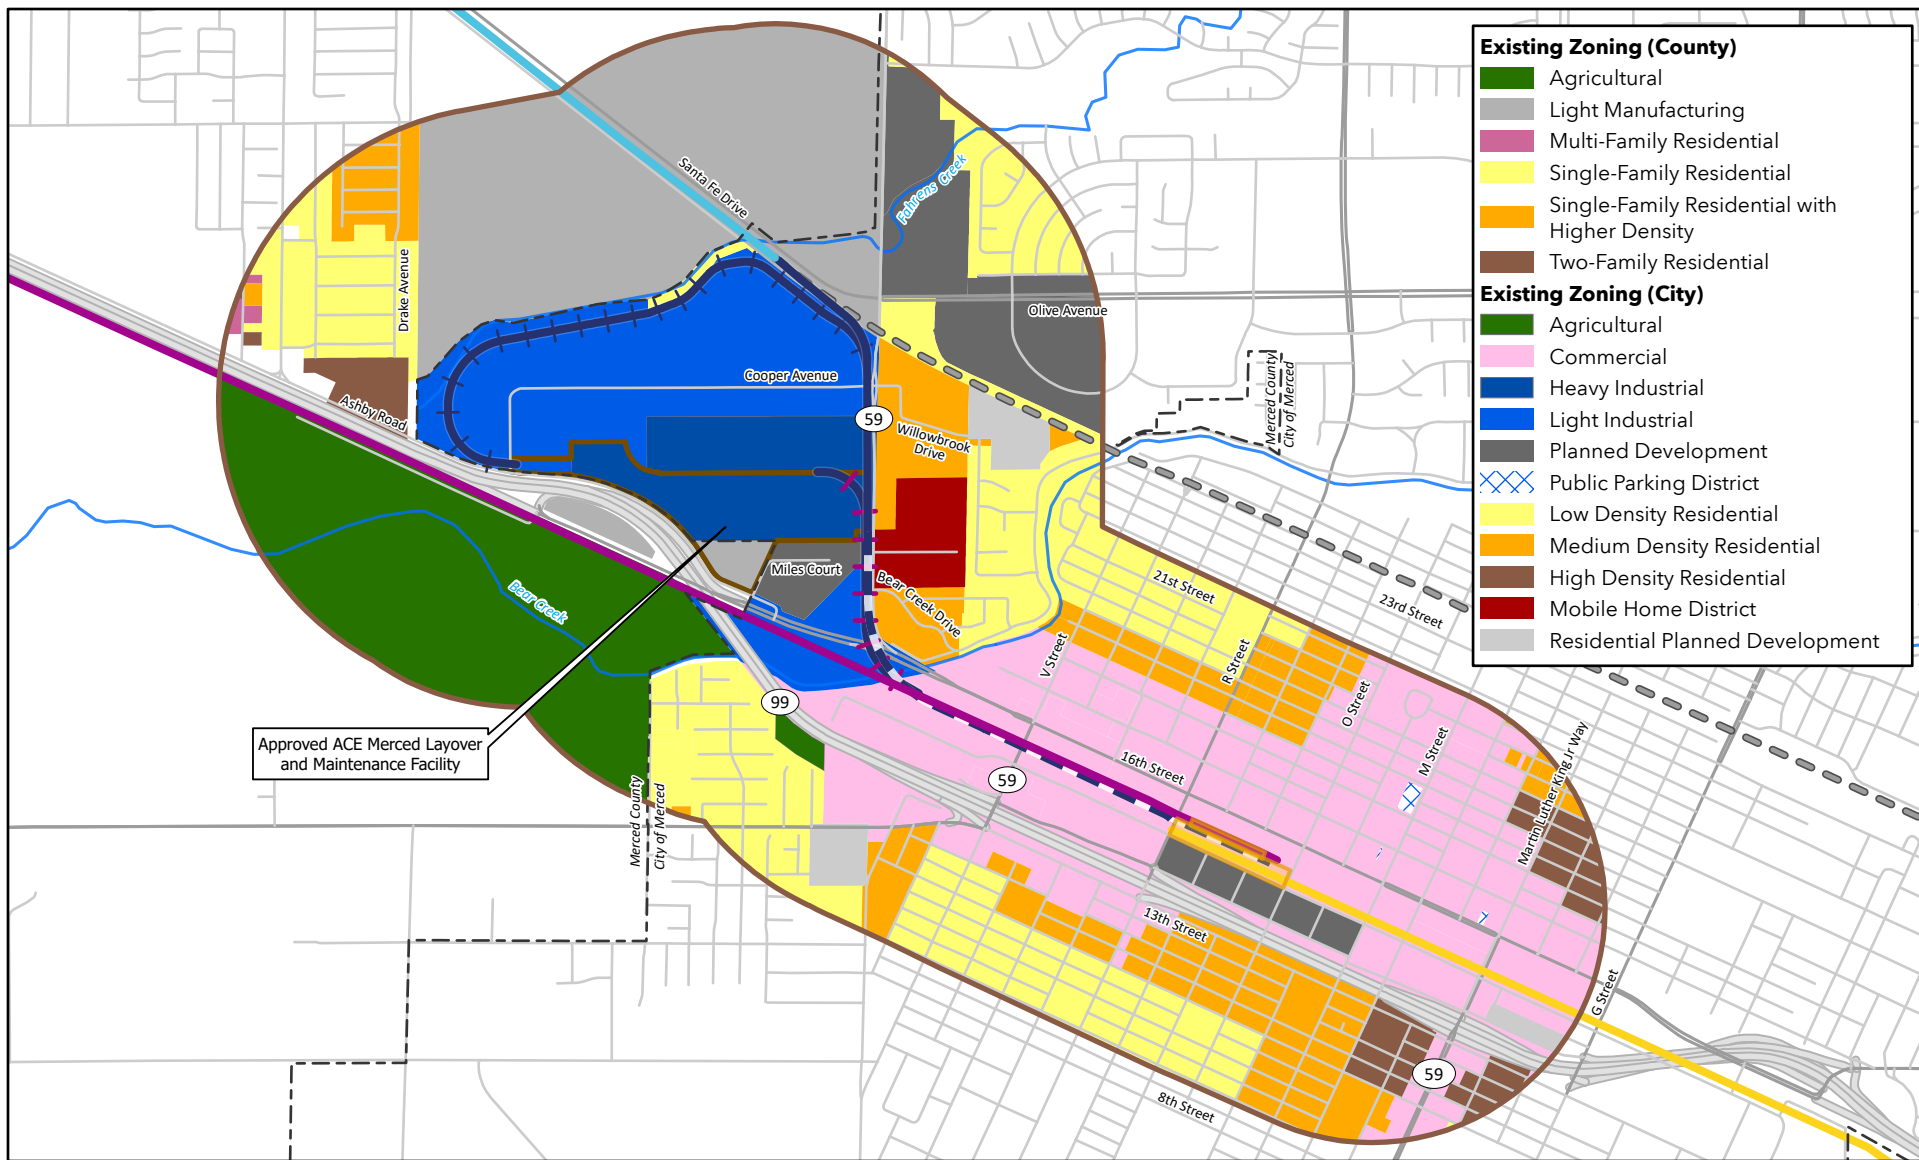 Existing Zoning (County)
Agricultural
Light Manufacturing
Multi-Family Residential
Single-Family Residential
Single-Family Residential with
Higher Density
Two-Family Residential
Existing Zoning (City)
Agricultural
Commercial
Heavy Industrial
Light Industrial
Planned Development
Public Parking District
Low Density Residential
Medium Density Residential
High Density Residential
Mobile Home District
Residential Planned Development
Santa Fe Drive
Fahrens Creek
Drake Avenue
Olive Avenue
Cooper Avenue
Ashby Road
59
Willowbrook
Drive
Merced County
City of Merced
Miles Court
Bear Creek Drive
Bear Creek
21st Street
23rd Street
V Street
R Street
O Street
M Street
Martin Luther King Jr Way
99
Approved ACE Merced Layover
and Maintenance Facility
59
16th Street
Merced County
City of Merced
13th Street
G Street
59
8th Street